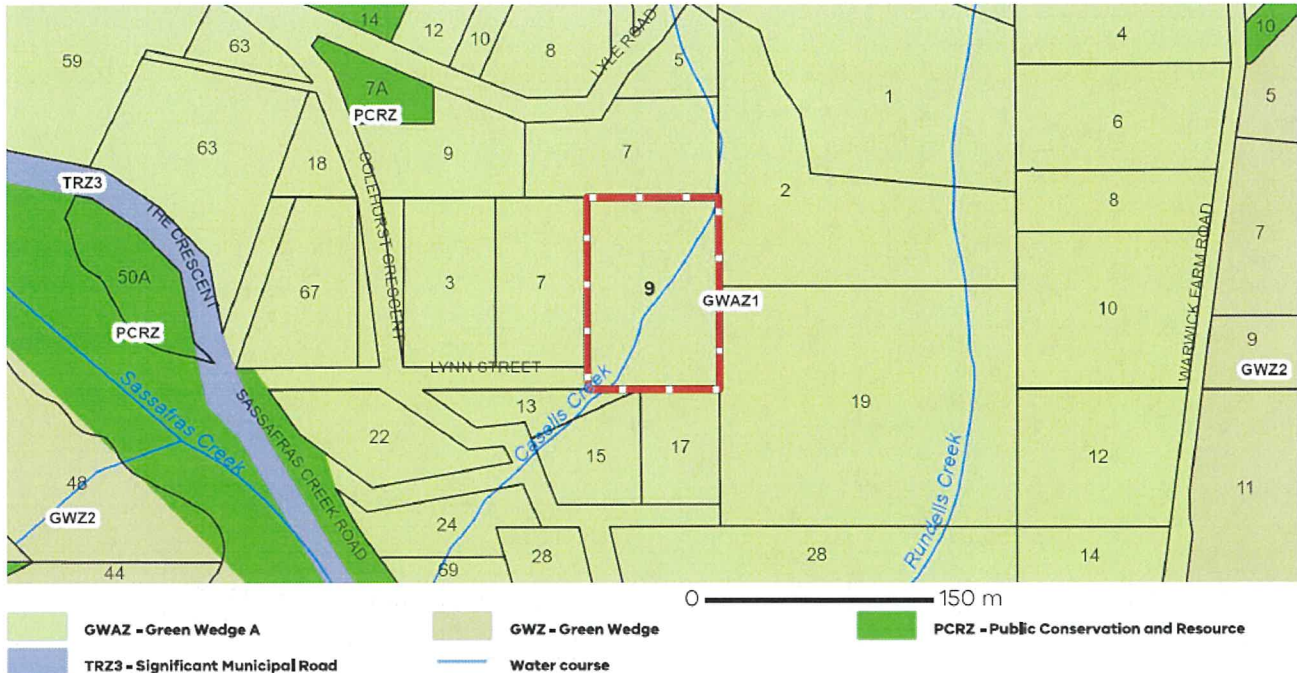 14
12
10
8
LYLE ROAD
5
4
10
59
63
7A
PCRZ
1
5
6
63
18
COLEHURST CRESCENT
9
7
2
8
WARWICK FARM ROAD
7
TRZ3
THE CRESCENT
50A
PCRZ
67
3
7
9
GWAZ1
10
9
GWZ2
LYNN STREET
Sassafras Creek
SASSAFRAS CREEK ROAD
22
13
Casells Creek
15
17
19
Rundells Creek
12
11
48
GWZ2
24
28
28
14
44
69
0 150 m
GWAZ - Green Wedge A
GWZ - Green Wedge
PCRZ - Public Conservation and Resource
TRZ3 - Significant Municipal Road
Water course